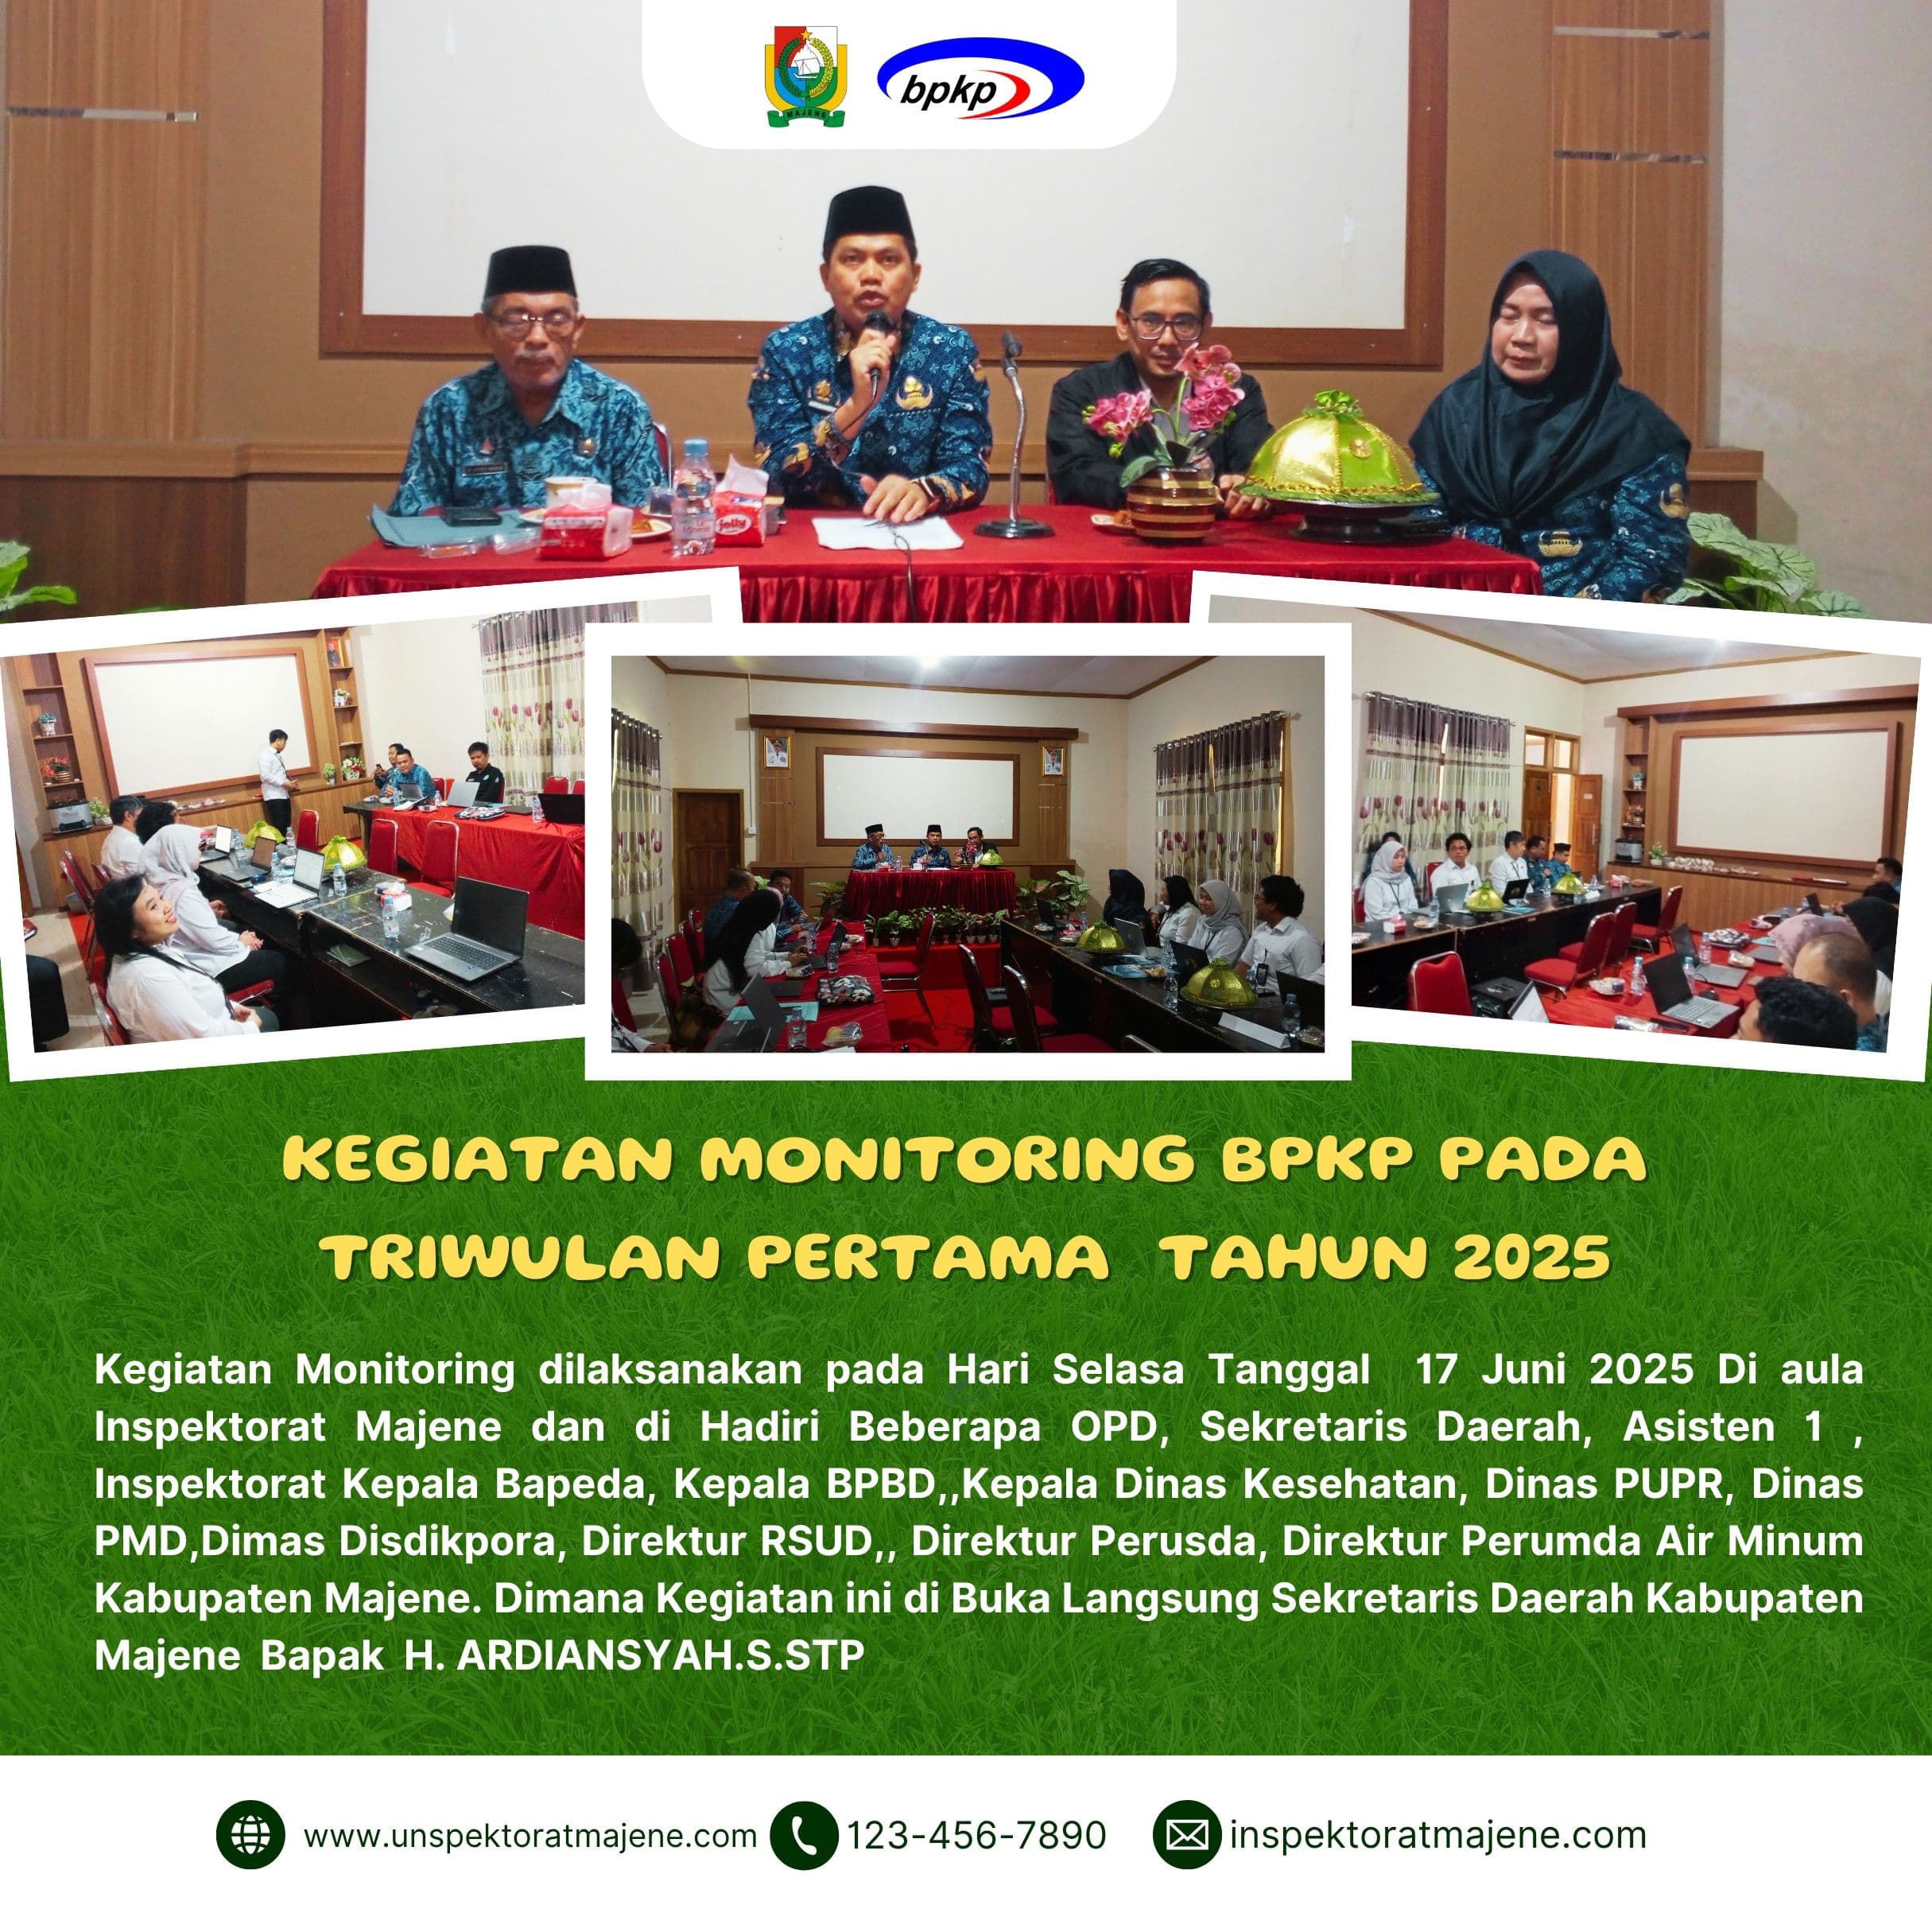 MAJENE
bpkp
jolly
KEGIATAN MONITORING BPKP PADA
TRIWULAN PERTAMA TAHUN 2025
Kegiatan Monitoring dilaksanakan pada Hari Selasa Tanggal 17 Juni 2025 Di aula
Inspektorat Majene dan di Hadiri Beberapa OPD, Sekretaris Daerah, Asisten 1 ,
Inspektorat Kepala Bapeda, Kepala BPBD,,Kepala Dinas Kesehatan, Dinas PUPR, Dinas
PMD,Dimas Disdikpora, Direktur RSUD,, Direktur Perusda, Direktur Perumda Air Minum
Kabupaten Majene. Dimana Kegiatan ini di Buka Langsung Sekretaris Daerah Kabupaten
Majene Bapak H. ARDIANSYAH.S.STP
www.unspektoratmajene.com
123-456-7890
inspektoratmajene.com